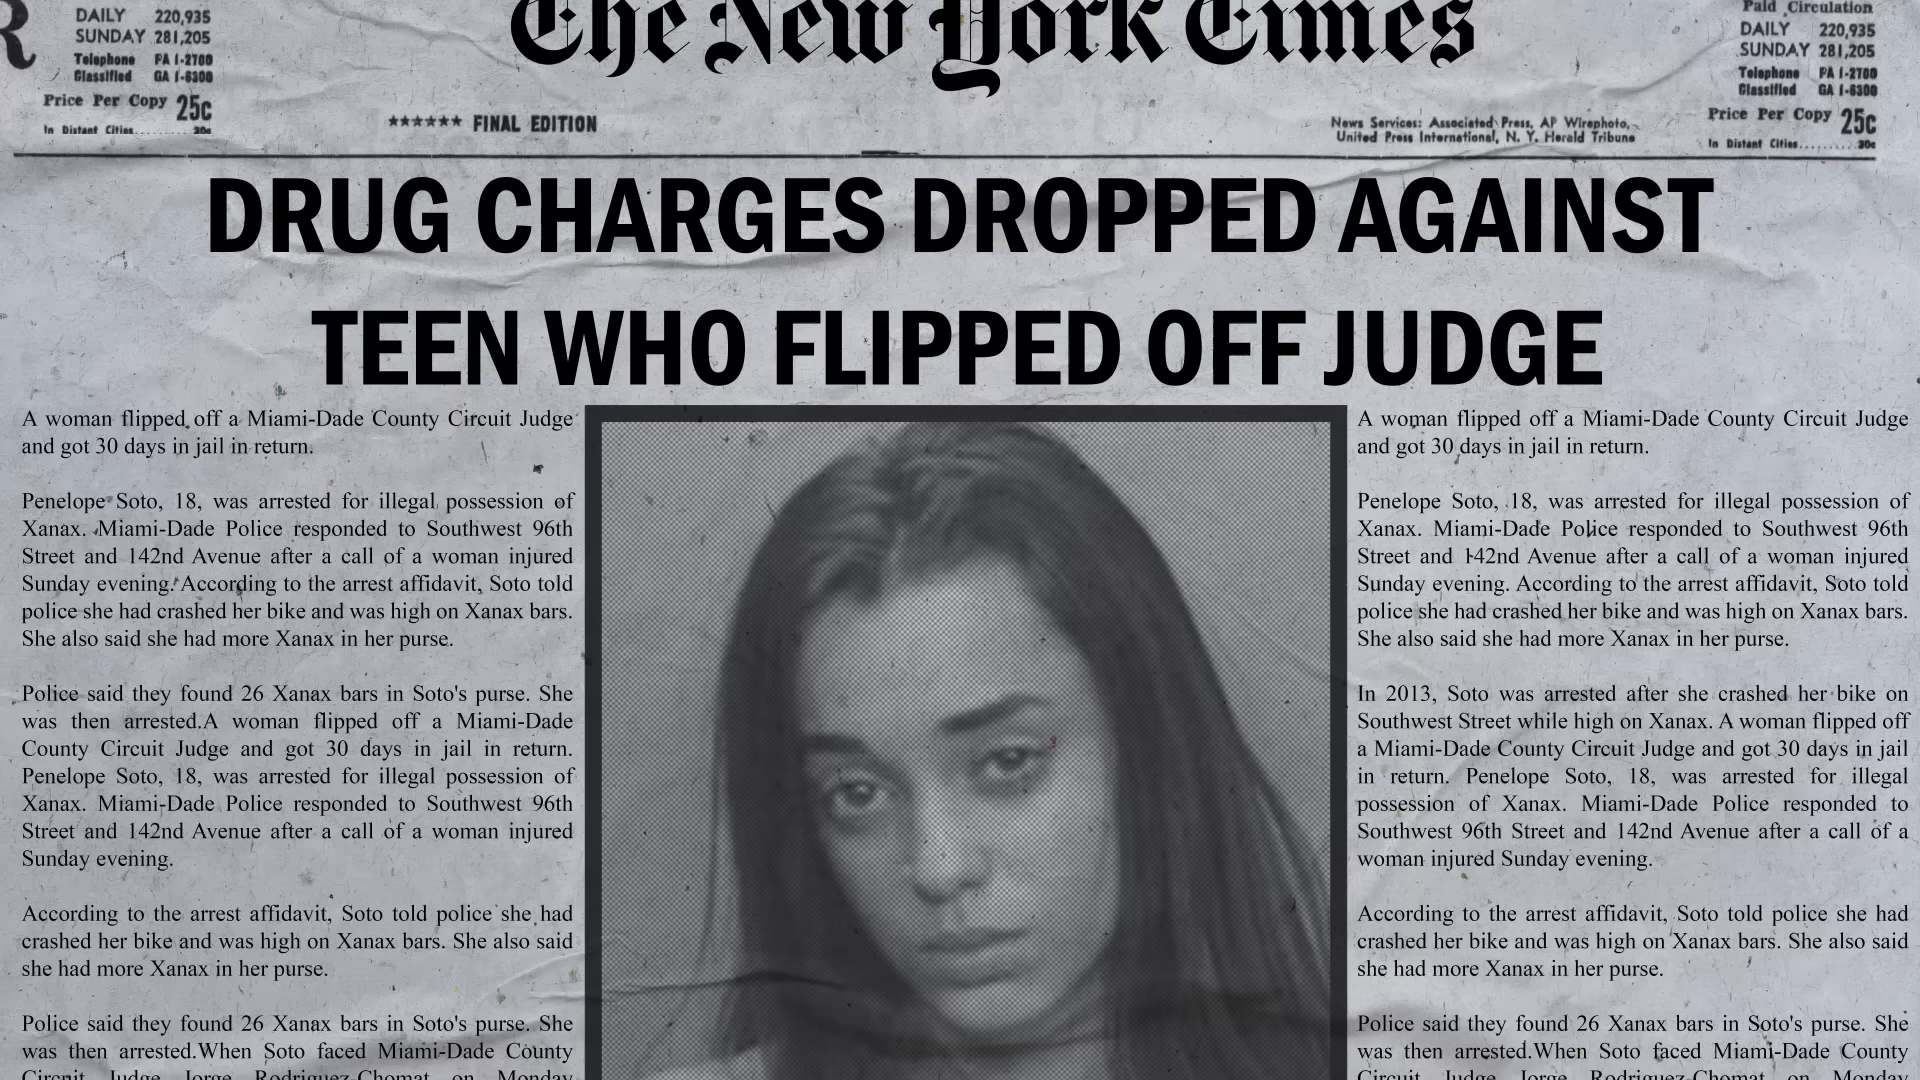 R
DAILY 220,935
SUNDAY 281,205
Telephone PA 1-2700
Classified GA 1-6300
Price Per Copy 25c
In Distant Cities......... 30c
The New York Times
****** FINAL EDITION
News Services: Associated Press, AP Wirephoto,
United Press International, N. Y. Herald Tribune
Paid Circulation
DAILY 220,935
SUNDAY 281,205
Telephone PA 1-2700
Classified GA 1-6300
Price Per Copy 25c
In Distant Cities......... 30c
DRUG CHARGES DROPPED AGAINST
TEEN WHO FLIPPED OFF JUDGE
A woman flipped off a Miami-Dade County Circuit Judge
and got 30 days in jail in return.
Penelope Soto, 18, was arrested for illegal possession of
Xanax. Miami-Dade Police responded to Southwest 96th
Street and 142nd Avenue after a call of a woman injured
Sunday evening. According to the arrest affidavit, Soto told
police she had crashed her bike and was high on Xanax bars.
She also said she had more Xanax in her purse.
Police said they found 26 Xanax bars in Soto's purse. She
was then arrested.A woman flipped off a Miami-Dade
County Circuit Judge and got 30 days in jail in return.
Penelope Soto, 18, was arrested for illegal possession of
Xanax. Miami-Dade Police responded to Southwest 96th
Street and 142nd Avenue after a call of a woman injured
Sunday evening.
According to the arrest affidavit, Soto told police she had
crashed her bike and was high on Xanax bars. She also said
she had more Xanax in her purse.
Police said they found 26 Xanax bars in Soto's purse. She
was then arrested.When Soto faced Miami-Dade County
Circuit Judge Jorge Rodriguez-Chomat on Monday
A woman flipped off a Miami-Dade County Circuit Judge
and got 30 days in jail in return.
Penelope Soto, 18, was arrested for illegal possession of
Xanax. Miami-Dade Police responded to Southwest 96th
Street and 142nd Avenue after a call of a woman injured
Sunday evening. According to the arrest affidavit, Soto told
police she had crashed her bike and was high on Xanax bars.
She also said she had more Xanax in her purse.
In 2013, Soto was arrested after she crashed her bike on
Southwest Street while high on Xanax. A woman flipped off
a Miami-Dade County Circuit Judge and got 30 days in jail
in return. Penelope Soto, 18, was arrested for illegal
possession of Xanax. Miami-Dade Police responded to
Southwest 96th Street and 142nd Avenue after a call of a
woman injured Sunday evening.
According to the arrest affidavit, Soto told police she had
crashed her bike and was high on Xanax bars. She also said
she had more Xanax in her purse.
Police said they found 26 Xanax bars in Soto's purse. She
was then arrested.When Soto faced Miami-Dade County
Circuit Judge Jorge Rodriguez-Chomat on Monday